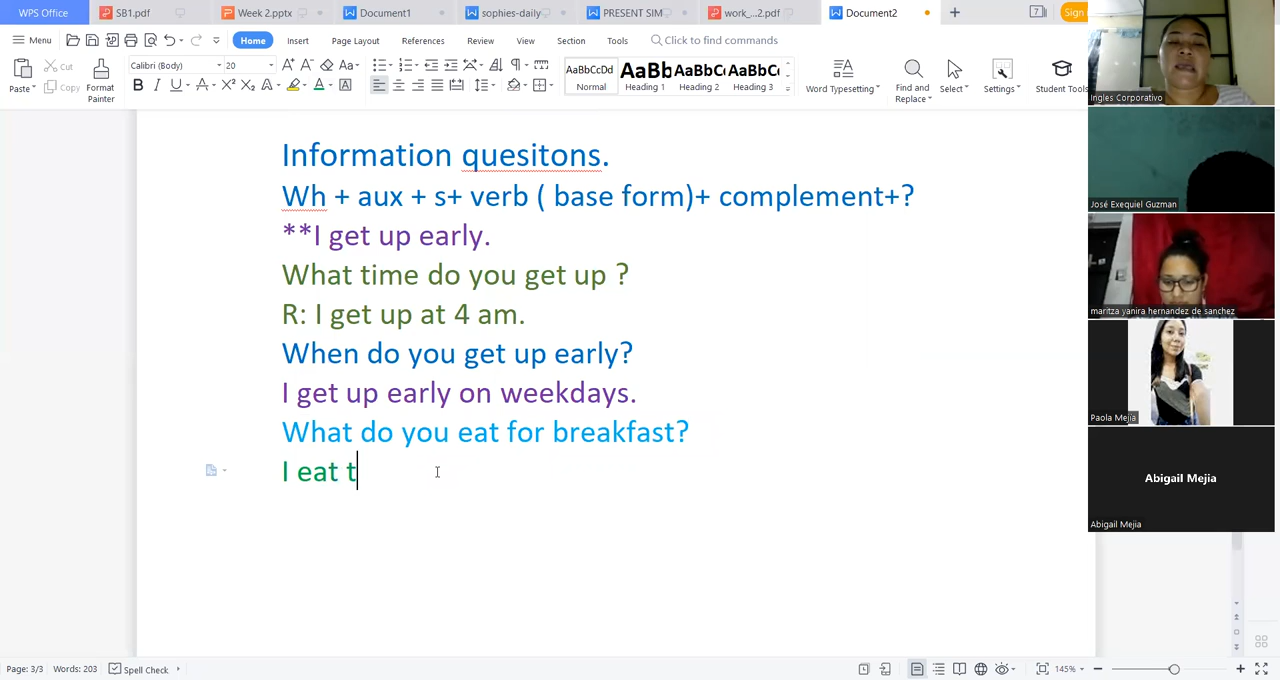 WPS Office
SB1.pdf
Week 2.pptx
Document1
sophies-daily
PRESENT SIM
work_...2.pdf
Document2
Sign
Menu
Home
Insert
Page Layout
References
Review
View
Section
Tools
Click to find commands
Paste
Cut
Copy
Format
Painter
Calibri (Body)
20
AaBbCcDd
Normal
AaBb
Heading 1
AaBbC
Heading 2
AaBbC
Heading 3
Word Typesetting
Find and
Replace
Select
Settings
Student Tools
Information quesitons.
Wh + aux + s+ verb ( base form)+ complement+?
**I get up early.
What time do you get up ?
R: I get up at 4 am.
When do you get up early?
I get up early on weekdays.
What do you eat for breakfast?
I eat t
Ingles Corporativo
José Exequiel Guzman
maritza yanira hernandez de sanchez
Paola Mejia
Abigail Mejia
Abigail Mejia
Page: 3/3
Words: 203
Spell Check
145%